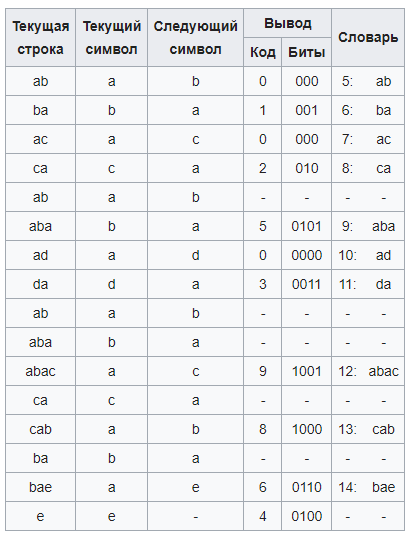 Текущая строка Текущий символ Следующий символ Вывод Словарь
Код Биты
ab a b 0 000 5: ab
ba b a 1 001 6: ba
ac a c 0 000 7: ac
ca c a 2 010 8: ca
ab a b - - - -
aba b a 5 0101 9: aba
ad a d 0 0000 10: ad
da d a 3 0011 11: da
ab a b - - - -
aba b a - - - -
abac a c 9 1001 12: abac
ca c a - - - -
cab a b 8 1000 13: cab
ba b a - - - -
bae a e 6 0110 14: bae
e e - 4 0100 - -